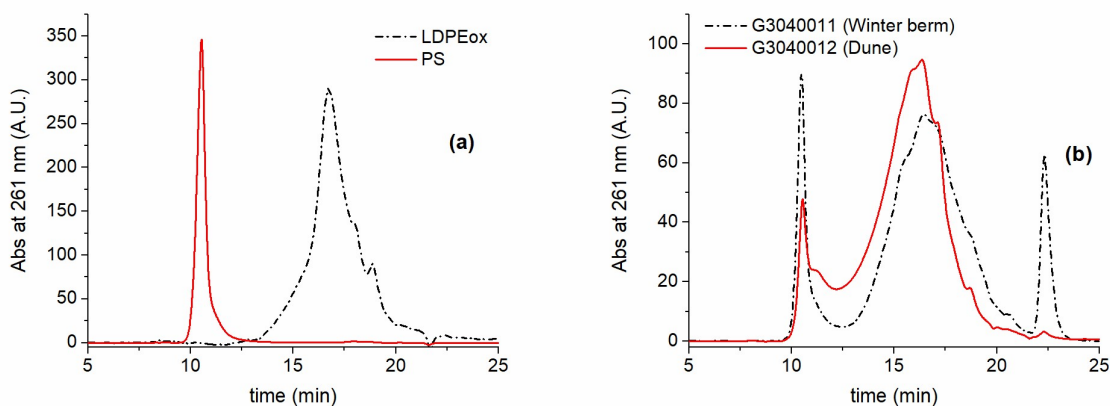 350
300
250
200
150
100
50
0
Abs at 261 nm (A.U.)
LDPEox
PS
(a)
5 10 15 20 25
time (min)
100
80
60
40
20
0
Abs at 261 nm (A.U.)
G3040011 (Winter berm)
G3040012 (Dune)
(b)
5 10 15 20 25
time (min)